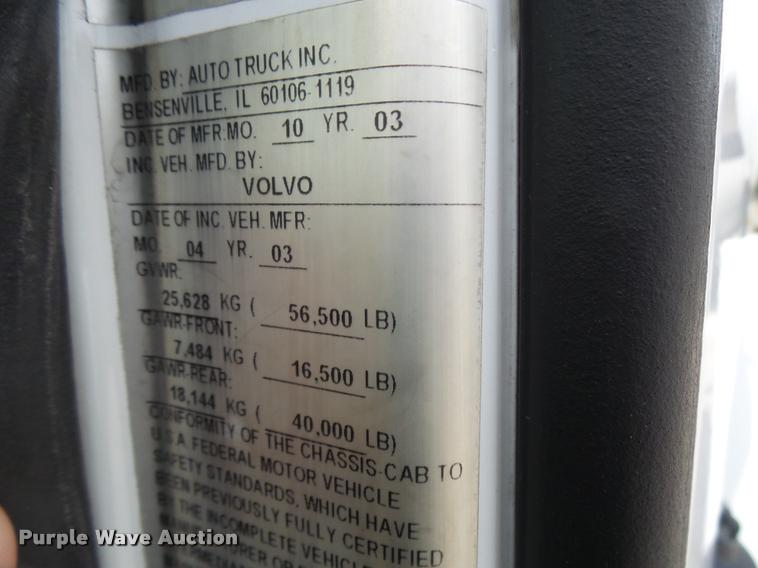 MFD. BY: AUTO TRUCK INC.
BENSENVILLE, IL 60106-1119
DATE OF MFR.MO. 10 YR. 03
INC. VEH. MFD. BY:
VOLVO
DATE OF INC. VEH. MFR:
MO. 04 YR. 03
GVWR:
25,628 KG ( 56,500 LB)
GAWR-FRONT:
7,484 KG ( 16,500 LB)
GAWR-REAR:
18,144 KG ( 40,000 LB)
CONFORMITY OF THE CHASSIS-CAB TO
U.S.A FEDERAL MOTOR VEHICLE
SAFETY STANDARDS, WHICH HAVE
BEEN PREVIOUSLY FULLY CERTIFIED
BY THE INCOMPLETE VEHICLE
OR
Purple Wave Auction